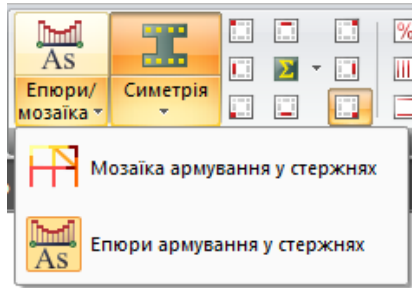 As
Епюри/
мозаїка
Симетрія
Σ
%
Мозаїка армування у стержнях
As
Епюри армування у стержнях